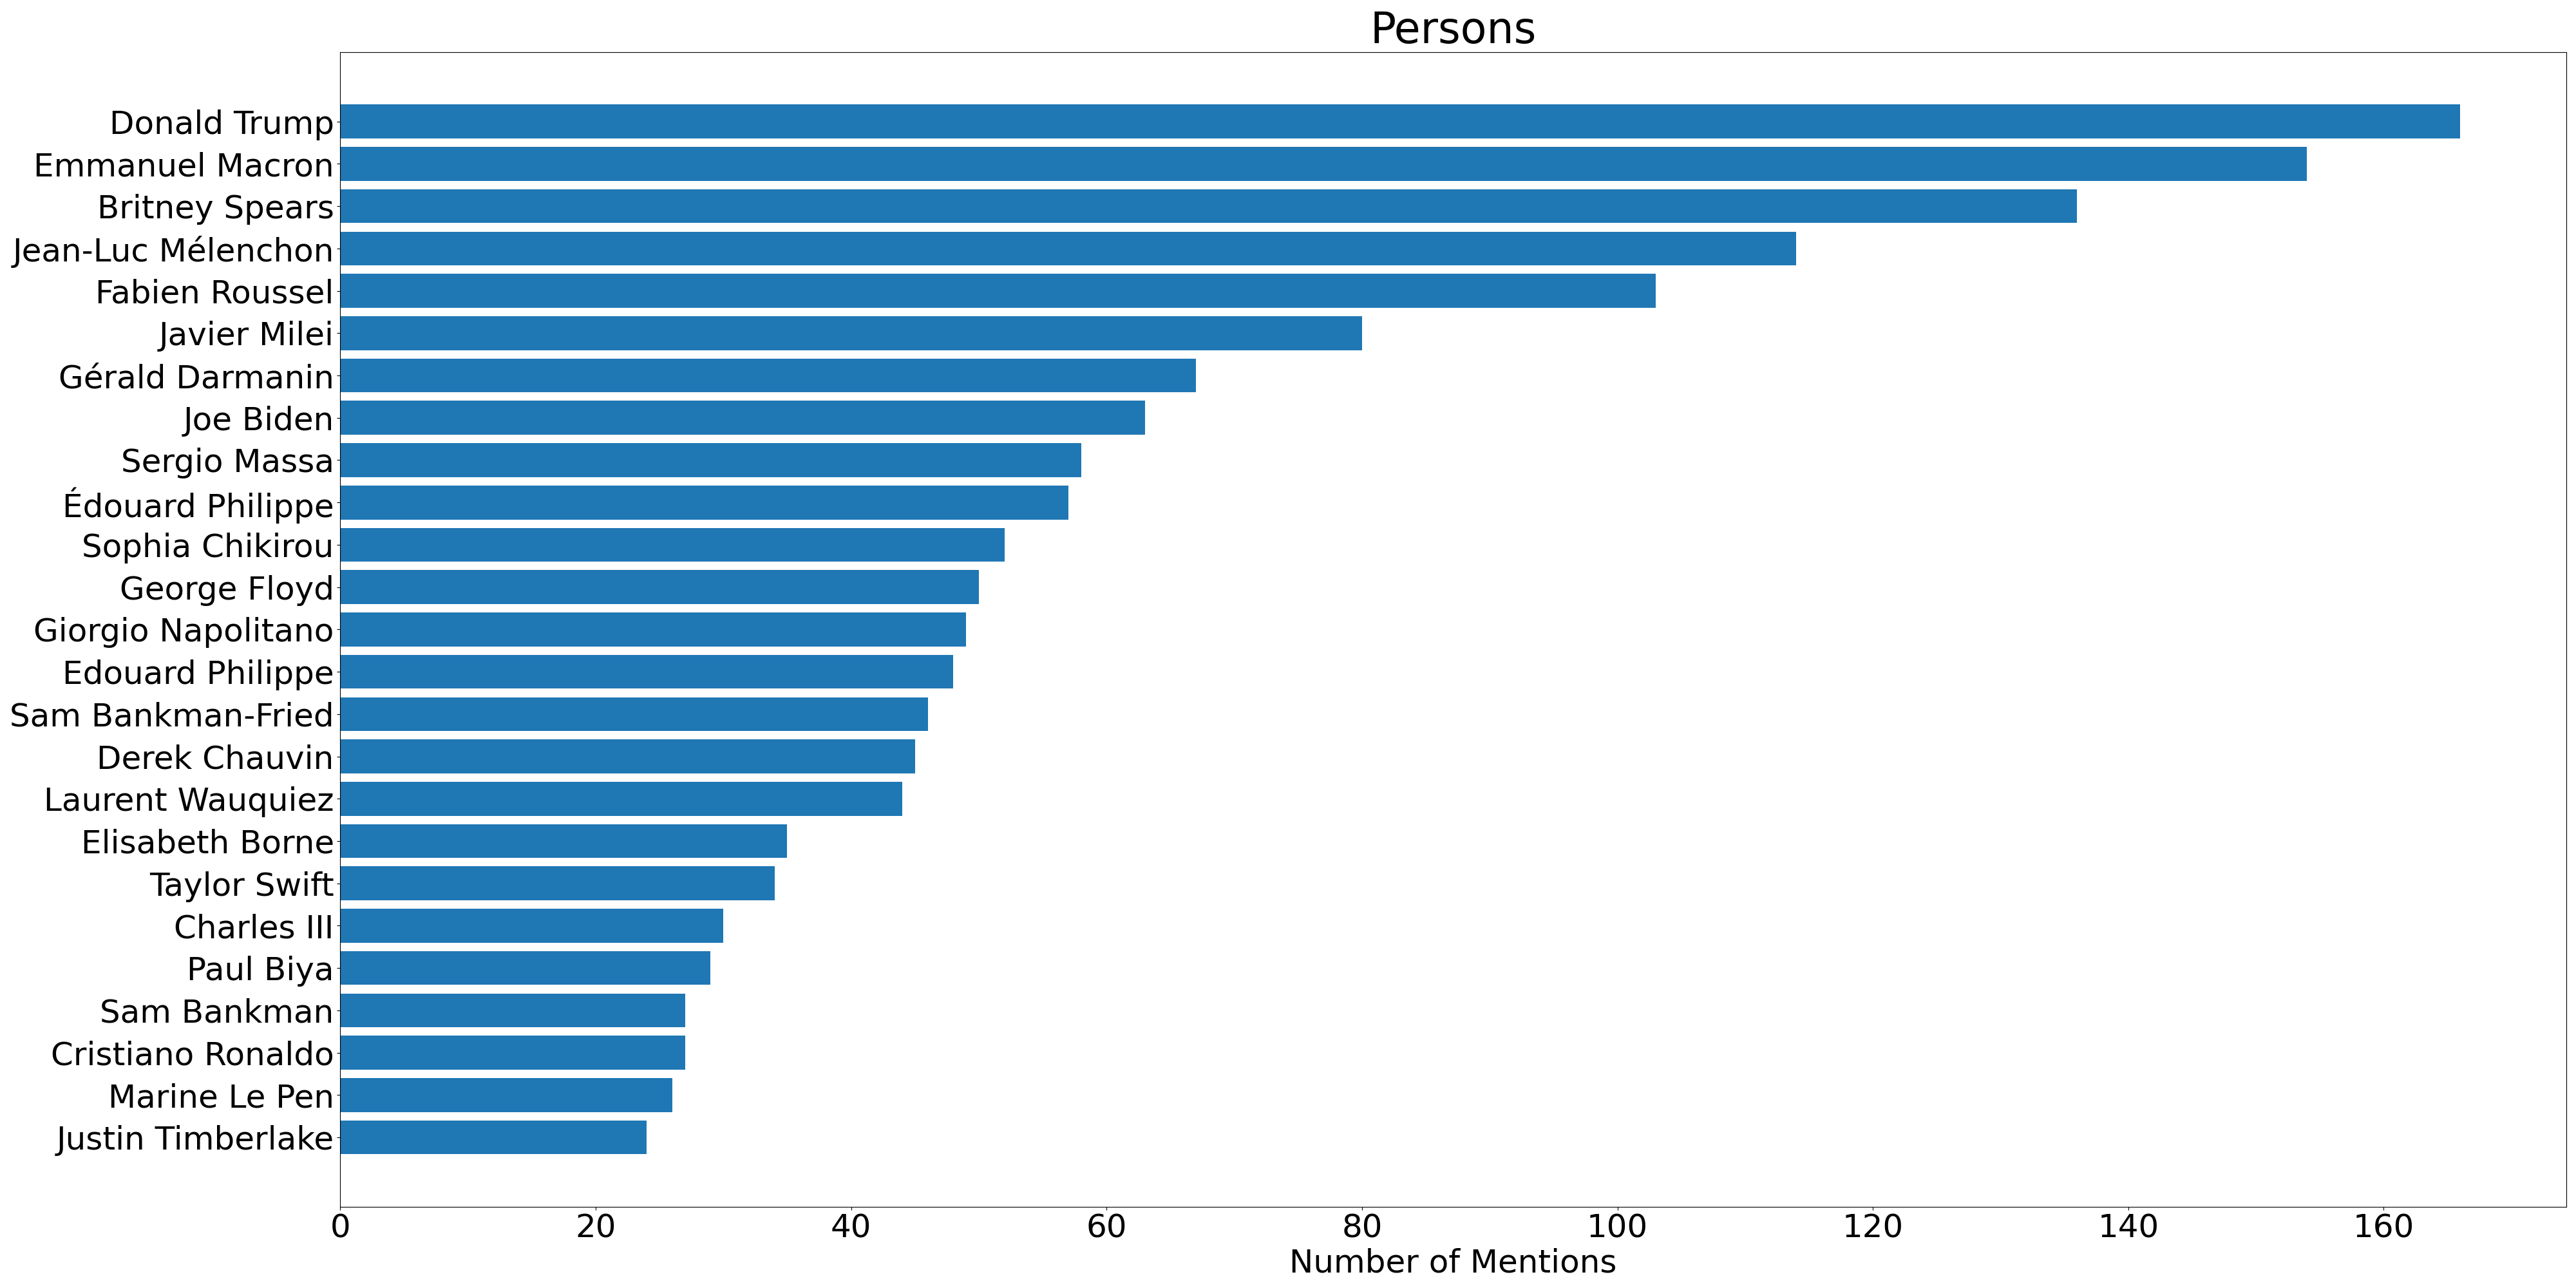 Persons
Donald Trump
Emmanuel Macron
Britney Spears
Jean-Luc Mélenchon
Fabien Roussel
Javier Milei
Gérald Darmanin
Joe Biden
Sergio Massa
Édouard Philippe
Sophia Chikirou
George Floyd
Giorgio Napolitano
Edouard Philippe
Sam Bankman-Fried
Derek Chauvin
Laurent Wauquiez
Elisabeth Borne
Taylor Swift
Charles III
Paul Biya
Sam Bankman
Cristiano Ronaldo
Marine Le Pen
Justin Timberlake
0 20 40 60 80 100 120 140 160
Number of Mentions